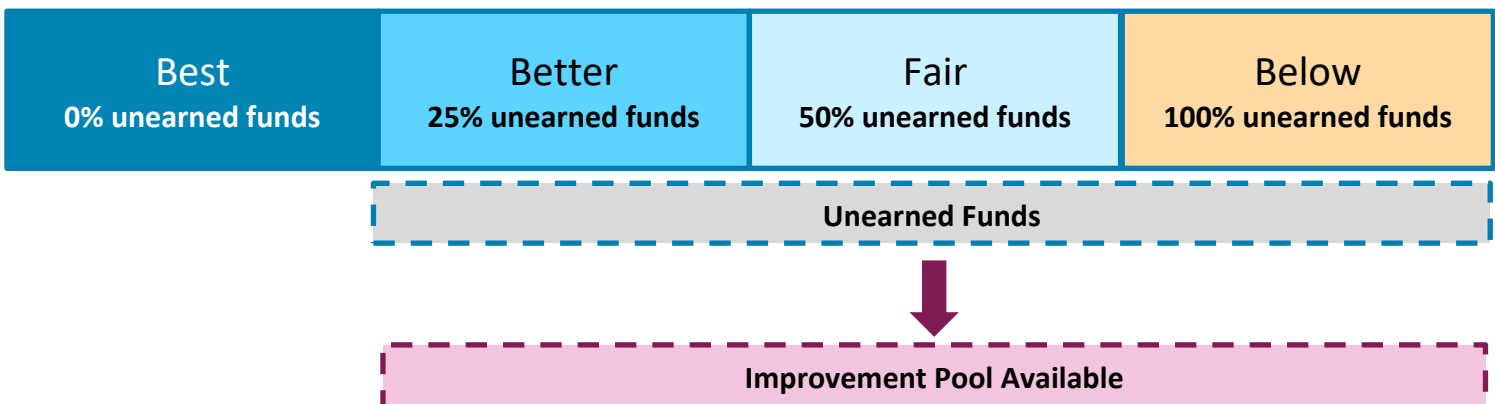 Best
0% unearned funds
Better
25% unearned funds
Fair
50% unearned funds
Below
100% unearned funds
Unearned Funds
Improvement Pool Available